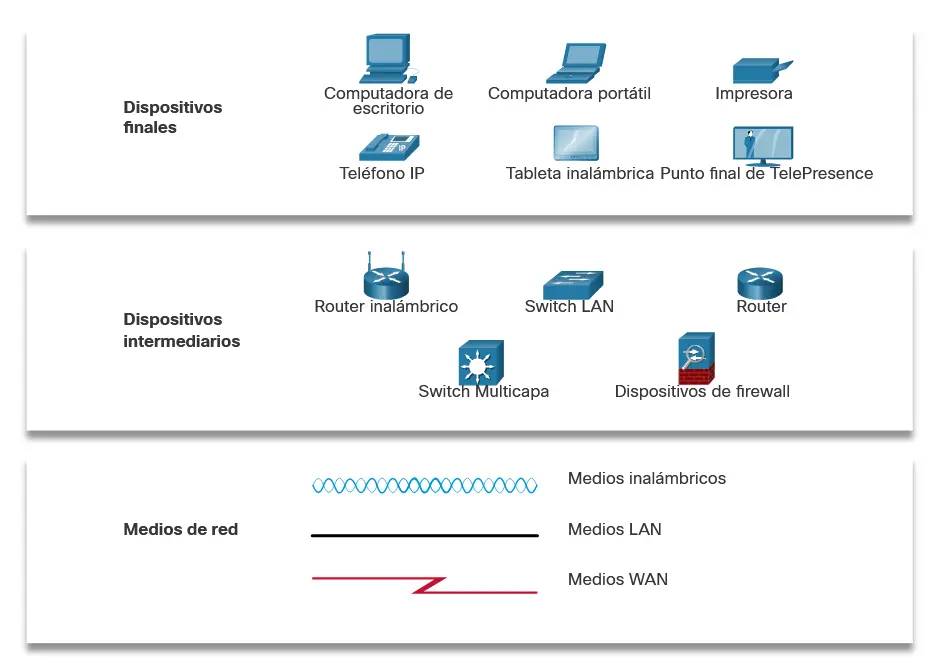 Dispositivos
finales
Computadora de
escritorio
Computadora portátil
Impresora
IP
Teléfono IP
Tableta inalámbrica
Punto final de TelePresence
Dispositivos
intermediarios
Router inalámbrico
Switch LAN
Router
Switch Multicapa
Dispositivos de firewall
Medios de red
Medios inalámbricos
Medios LAN
Medios WAN